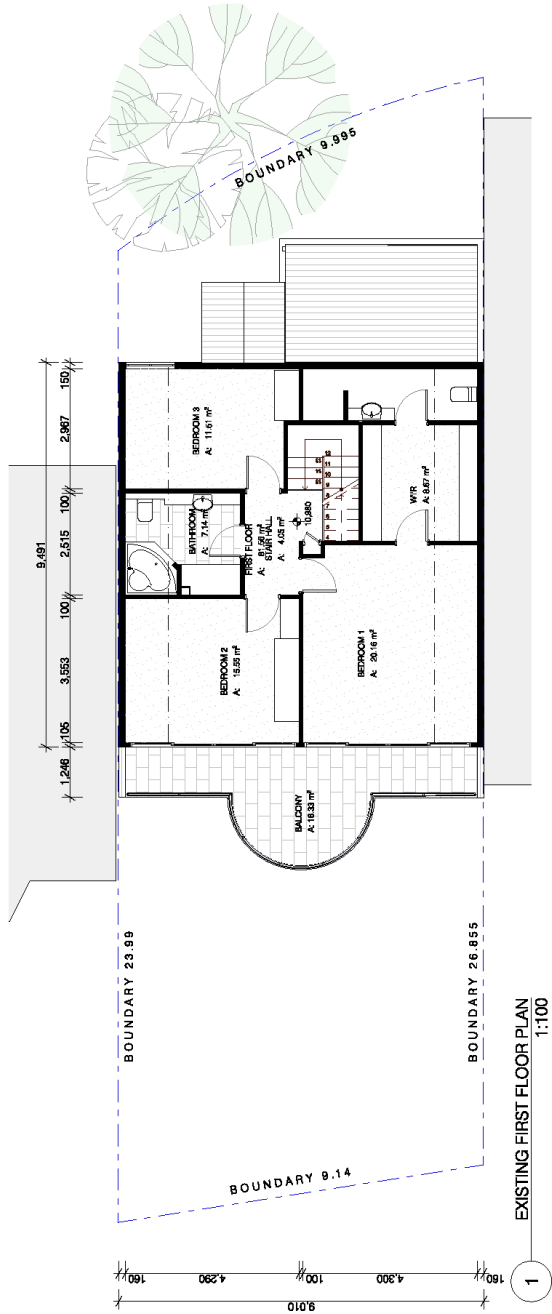 BOUNDARY 9.995
BEDROOM 3
A: 11.61 m²
BATHROOM
A: 7.14 m²
FIRST FLOOR
A: 81.56 m²
STAIR HALL
A: 4.05 m²
10,980
W/R
A: 8.67 m²
BEDROOM 2
A: 15.55 m²
BEDROOM 1
A: 20.16 m²
BALCONY
A: 16.33 m²
150
2,967
100
2,515
100
3,553
105
1,246
9,491
BOUNDARY 23.99
BOUNDARY 26.855
BOUNDARY 9.14
160
4,290
100
4,300
160
9,010
1
EXISTING FIRST FLOOR PLAN
1:100